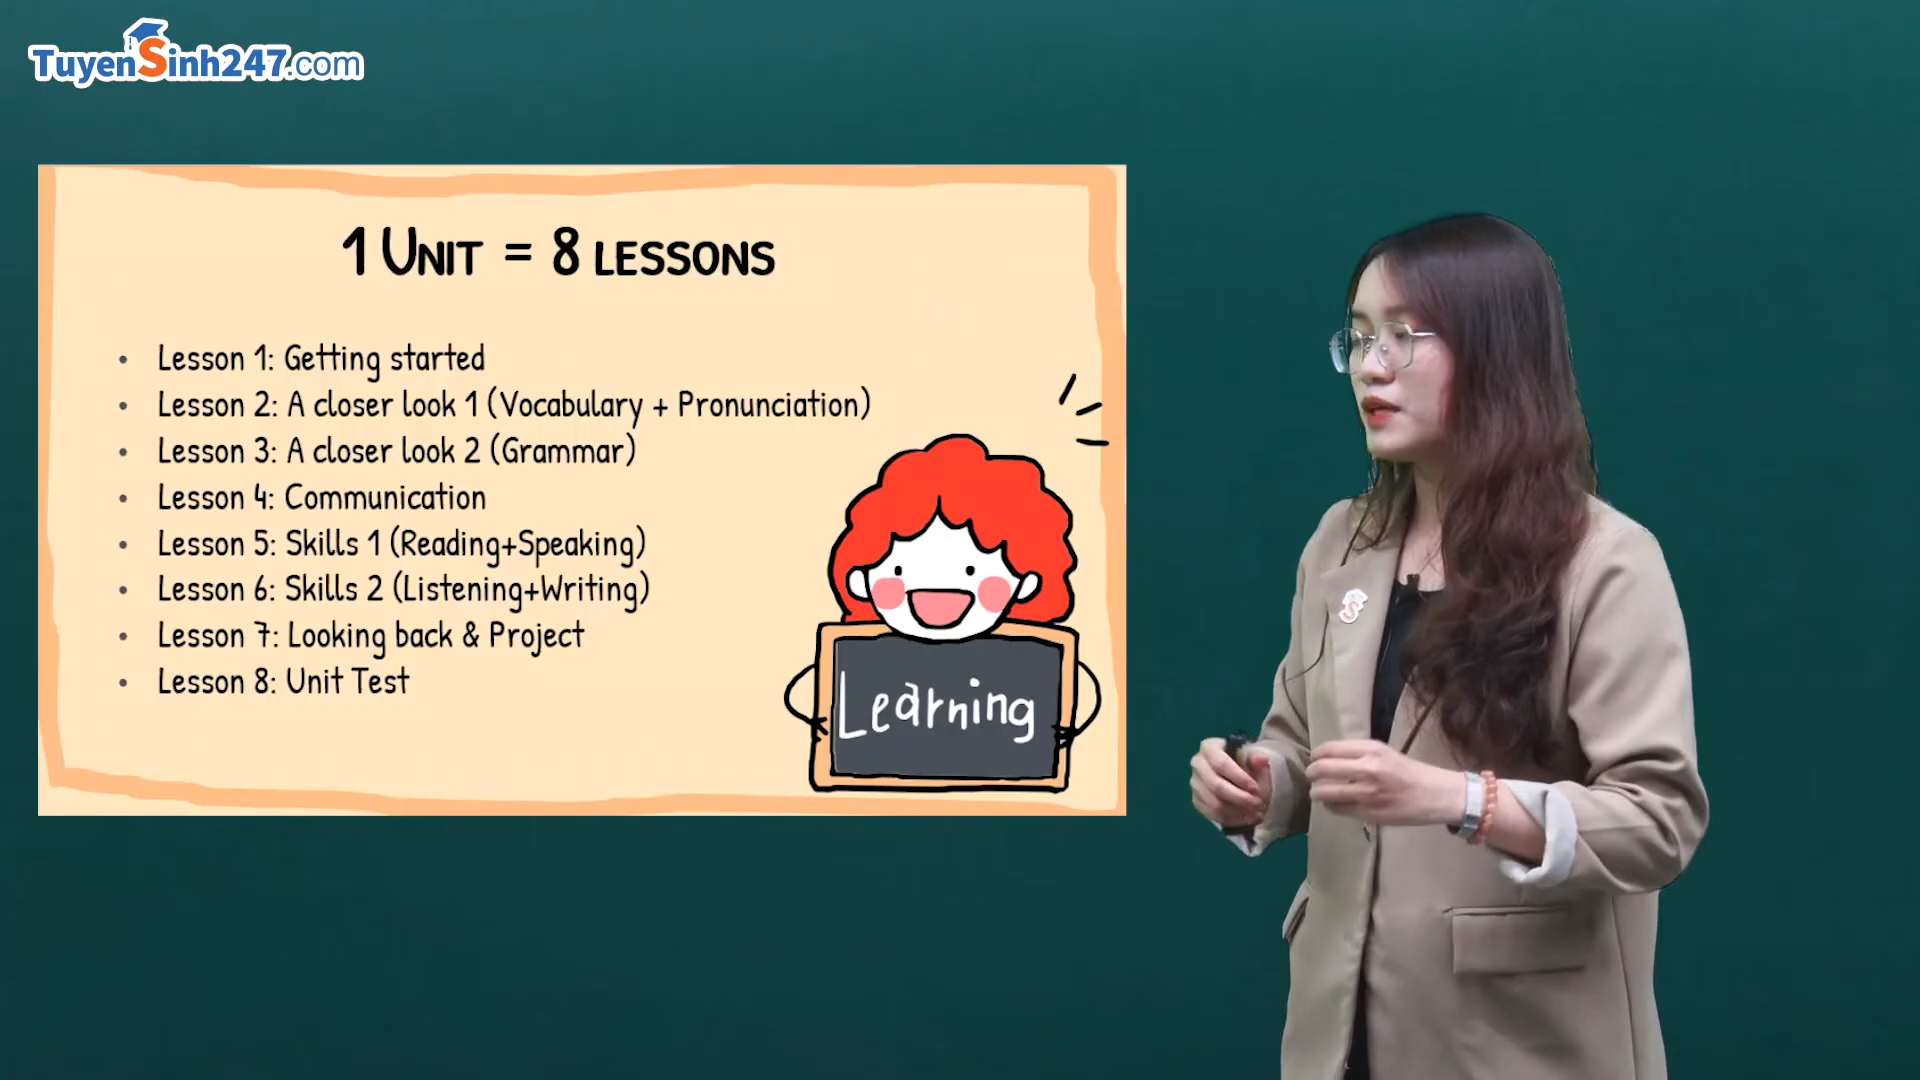 TuyenSinh247.com
1 UNIT = 8 LESSONS
• Lesson 1: Getting started
• Lesson 2: A closer look 1 (Vocabulary + Pronunciation)
• Lesson 3: A closer look 2 (Grammar)
• Lesson 4: Communication
• Lesson 5: Skills 1 (Reading+Speaking)
• Lesson 6: Skills 2 (Listening+Writing)
• Lesson 7: Looking back & Project
• Lesson 8: Unit Test
Learning
S